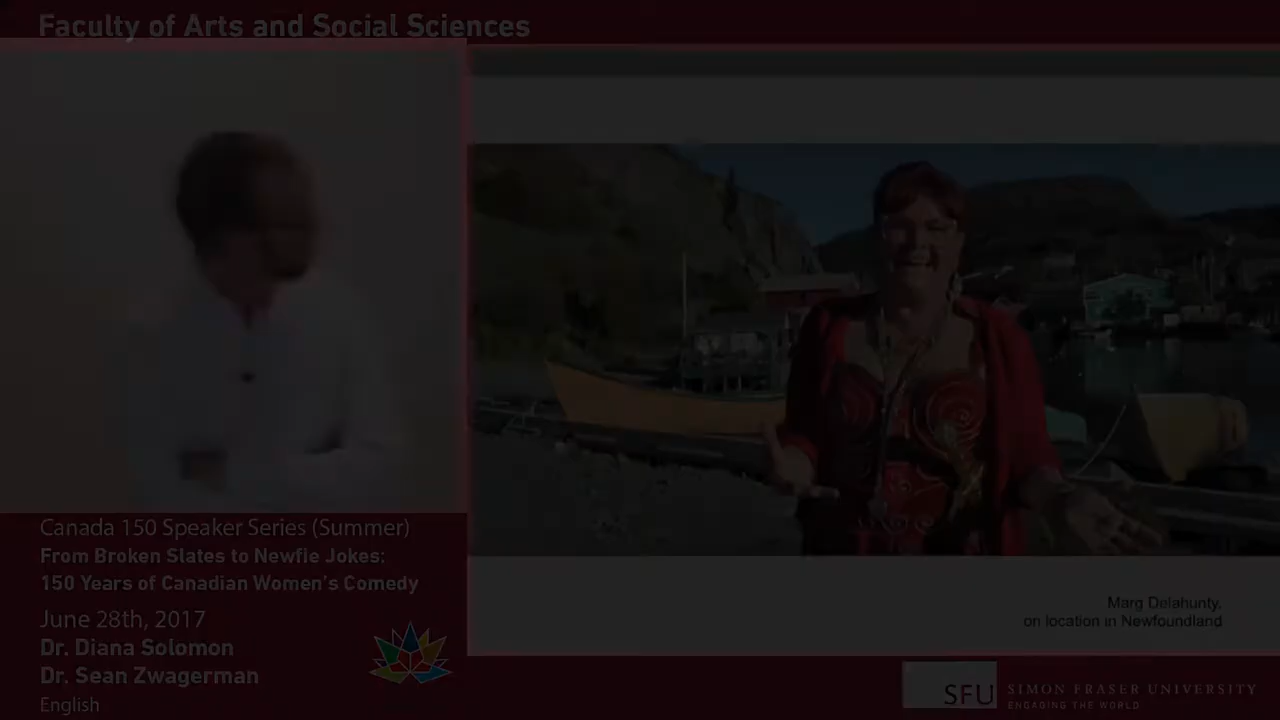 Faculty of Arts and Social Sciences
Canada 150 Speaker Series (Summer)
From Broken Slates to Newfie Jokes:
150 Years of Canadian Women's Comedy
June 28th, 2017
Dr. Diana Solomon
Dr. Sean Zwagerman
English
Marg Delahunty,
on location in Newfoundland
SFU
SIMON FRASER UNIVERSITY
ENGAGING THE WORLD